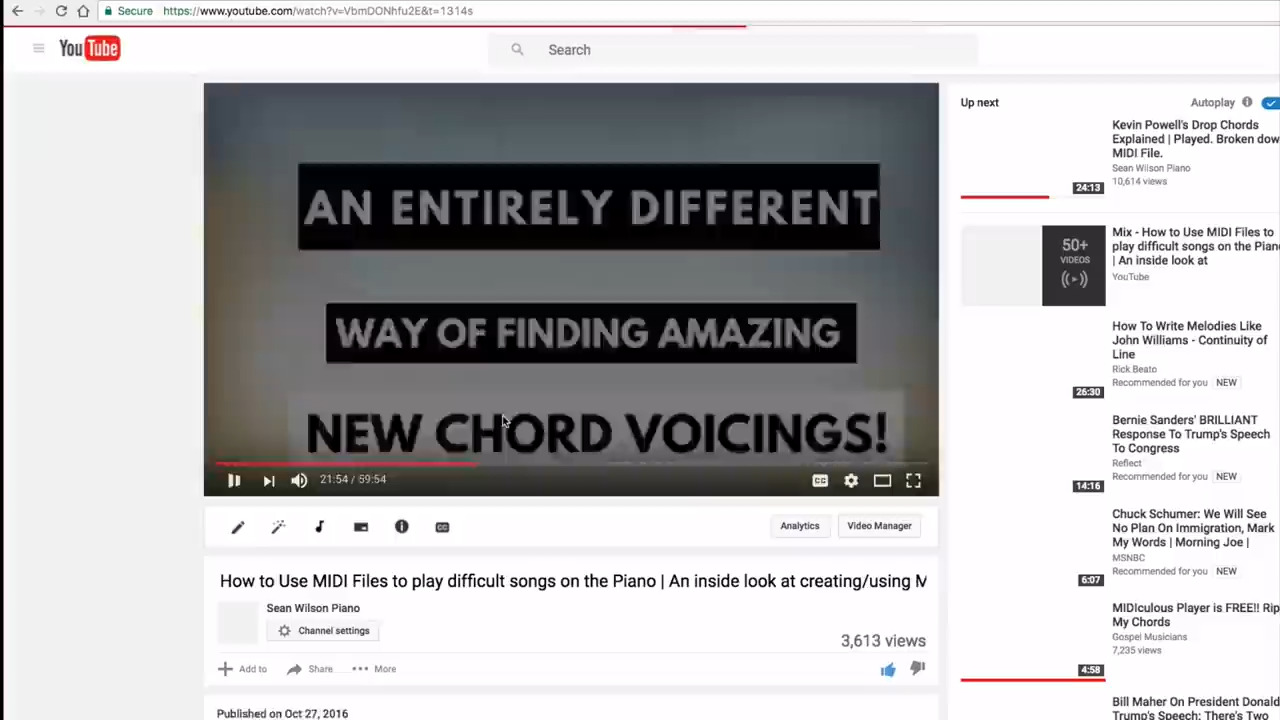 Secure https://www.youtube.com/watch?v=VbmDONhfu2E&t=1314s
YouTube
Search
AN ENTIRELY DIFFERENT
WAY OF FINDING AMAZING
NEW CHORD VOICINGS!
21:54 / 59:54
CC
Analytics
Video Manager
How to Use MIDI Files to play difficult songs on the Piano | An inside look at creating/using M
Sean Wilson Piano
Channel settings
3,613 views
Add to
Share
More
Published on Oct 27, 2016
Up next
Autoplay
Kevin Powell's Drop Chords
Explained | Played. Broken dow
MIDI File.
Sean Wilson Piano
10,614 views
24:13
50+
VIDEOS
Mix - How to Use MIDI Files to
play difficult songs on the Pian
| An inside look at
YouTube
How To Write Melodies Like
John Williams - Continuity of
Line
Rick Beato
Recommended for you NEW
26:30
Bernie Sanders' BRILLIANT
Response To Trump's Speech
To Congress
Reflect
Recommended for you NEW
14:16
Chuck Schumer: We Will See
No Plan On Immigration, Mark
My Words | Morning Joe |
MSNBC
Recommended for you NEW
6:07
MIDIculous Player is FREE!! Rip
My Chords
Gospel Musicians
7,235 views
4:58
Bill Maher On President Donal
Trump's Speech: There's Two